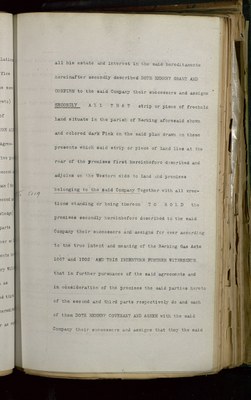 all his estate and interest in the said hereditaments
hereinafter secondly described DOTH HEREBY GRANT AND
CONFIRM to the said Company their successors and assigns
SECONDLY ALL THAT strip or piece of freehold
land situate in the parish of Barking aforesaid shewn
and colored dark Pink on the said plan drawn on these
presents which said strip or piece of land lies at the
rear of the premises first hereinbefore described and
adjoins on the Western side to land and premises
belonging to the said Company Together with all erec-
tions standing or being thereon TO HOLD the
premises secondly hereinbefore described to the said
Company their successors and assigns for ever according
to the true intent and meaning of the Barking Gas Acts
1867 and AND THIS INDENTURE FURTHER WITNESSETH
that in further pursuance of the said agreements and
in consideration of the premises the said parties hereto
of the second and third parts respectively do and each
of them DOTH HEREBY COVENANT AND AGREE with the said
Company their successors and assigns that they the said